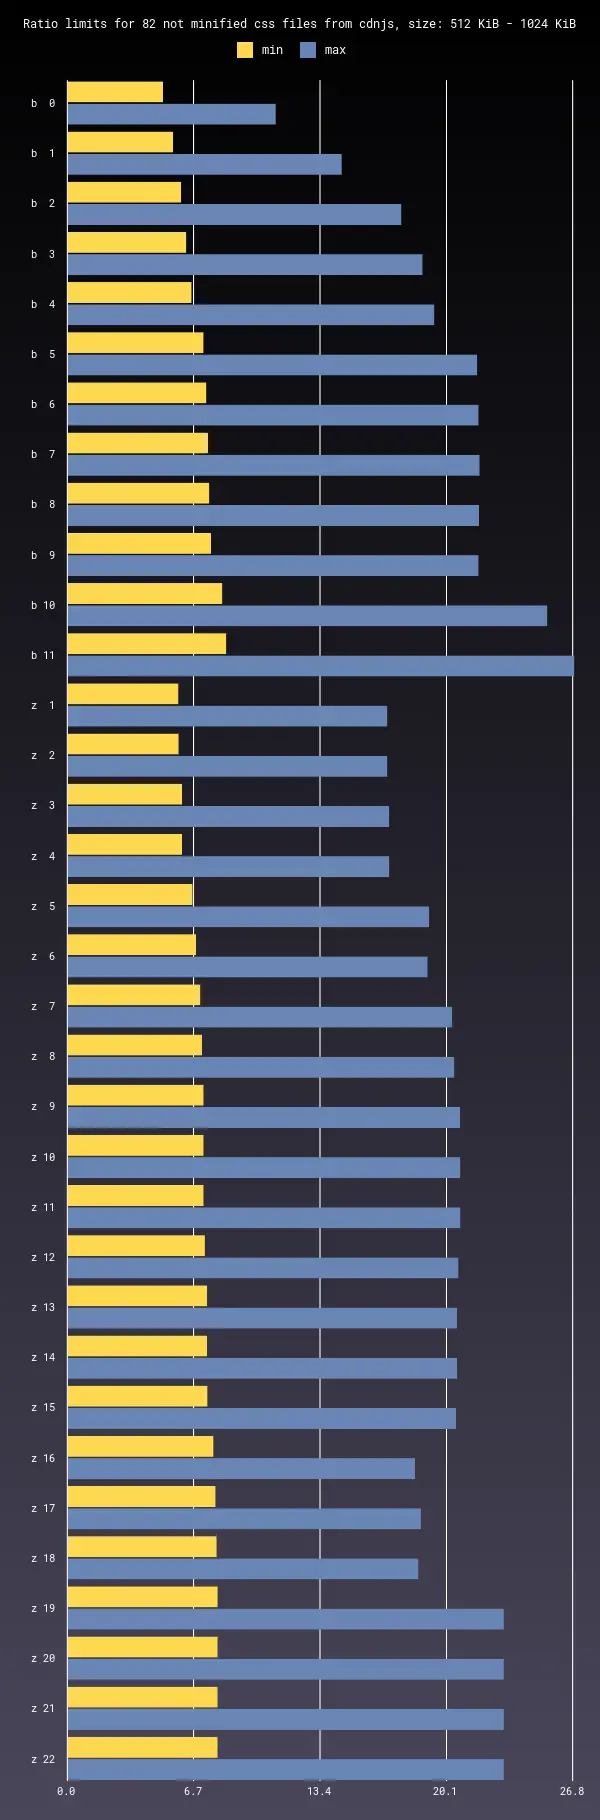 Ratio limits for 82 not minified css files from cdnjs, size: 512 KiB - 1024 KiB
min max
b 0
b 1
b 2
b 3
b 4
b 5
b 6
b 7
b 8
b 9
b 10
b 11
z 1
z 2
z 3
z 4
z 5
z 6
z 7
z 8
z 9
z 10
z 11
z 12
z 13
z 14
z 15
z 16
z 17
z 18
z 19
z 20
z 21
z 22
0.0 6.7 13.4 20.1 26.8